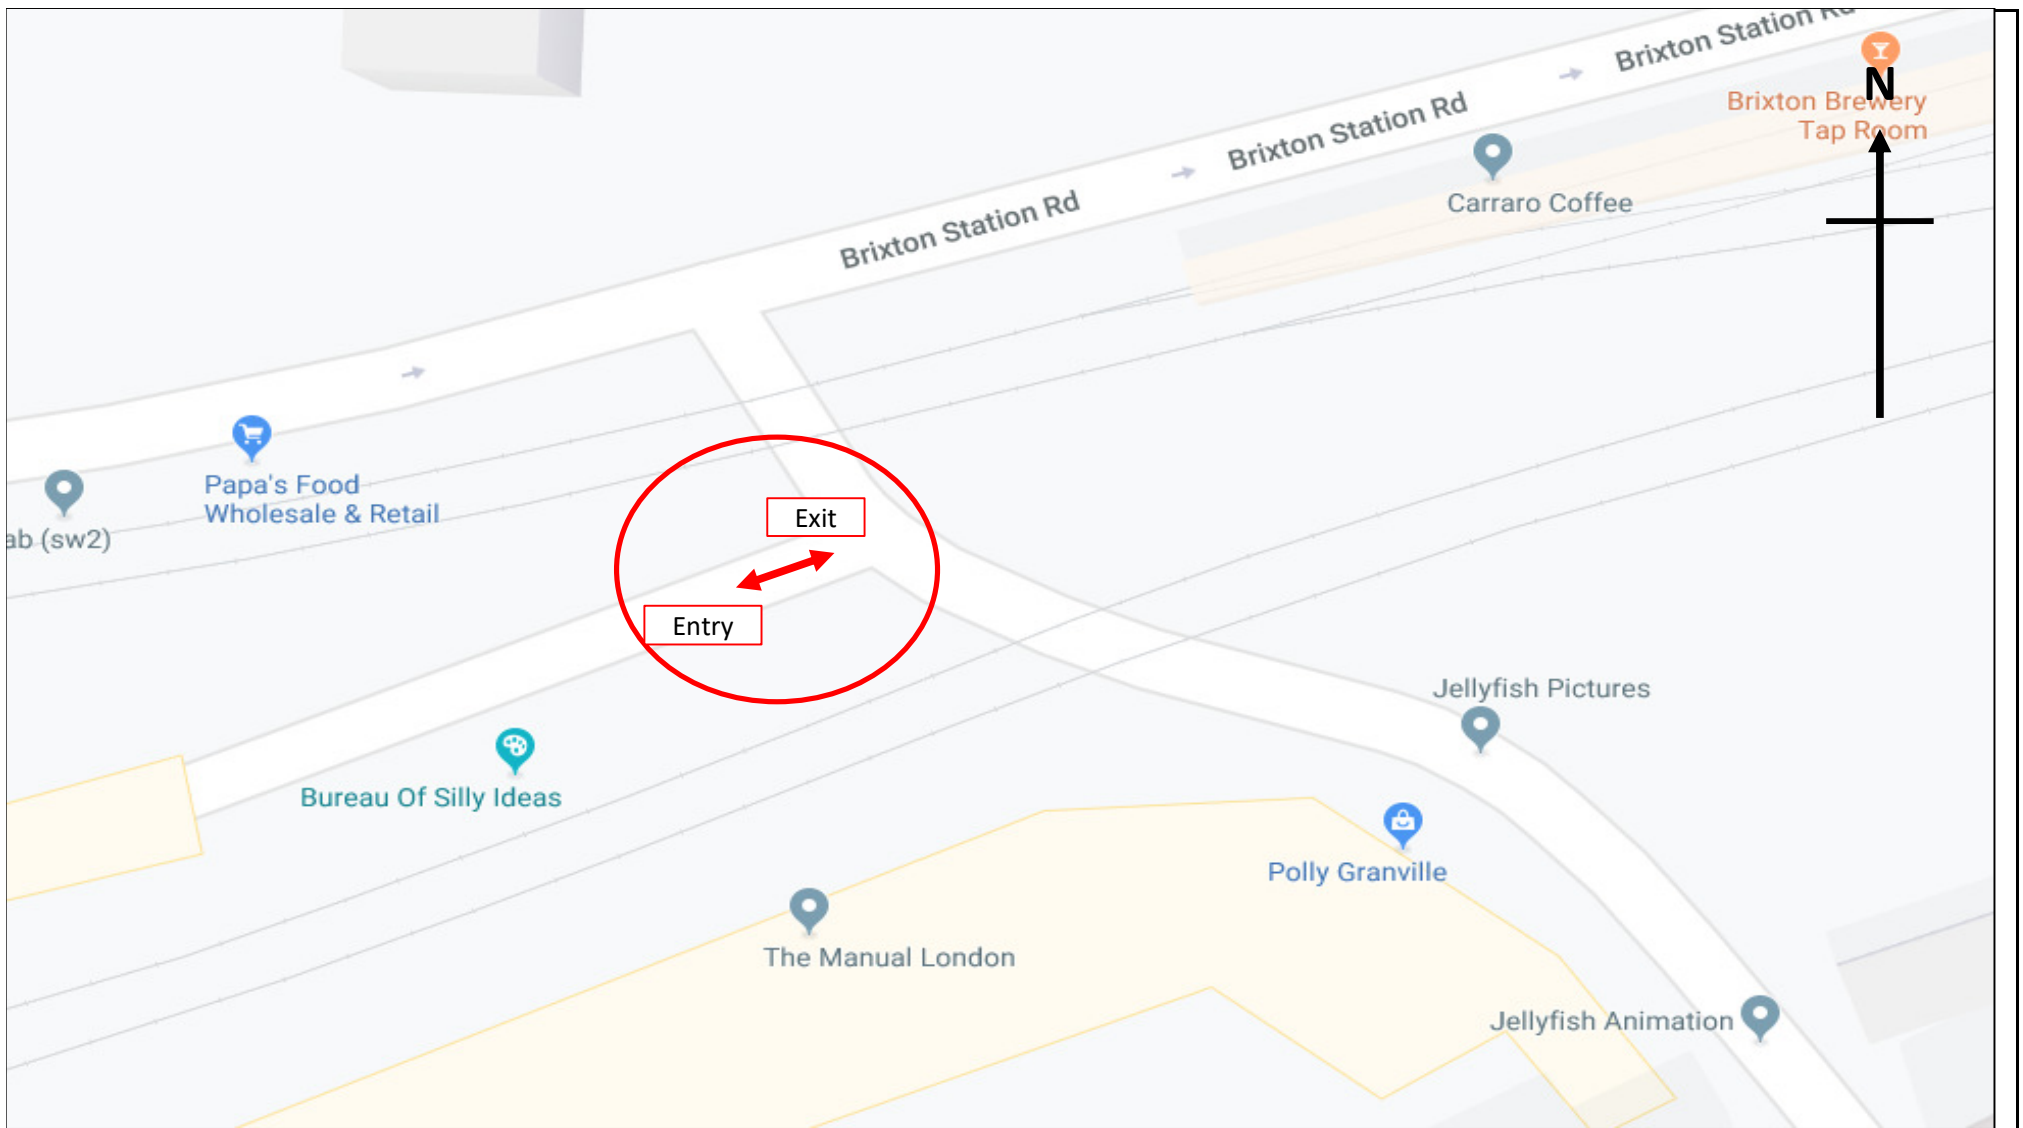 Brixton Station Rd
N
Brixton Brewery
Tap Room
Brixton Station Rd
Carraro Coffee
Brixton Station Rd
Papa's Food
Wholesale & Retail
ab (sw2)
Exit
Entry
Jellyfish Pictures
Bureau Of Silly Ideas
Polly Granville
The Manual London
Jellyfish Animation